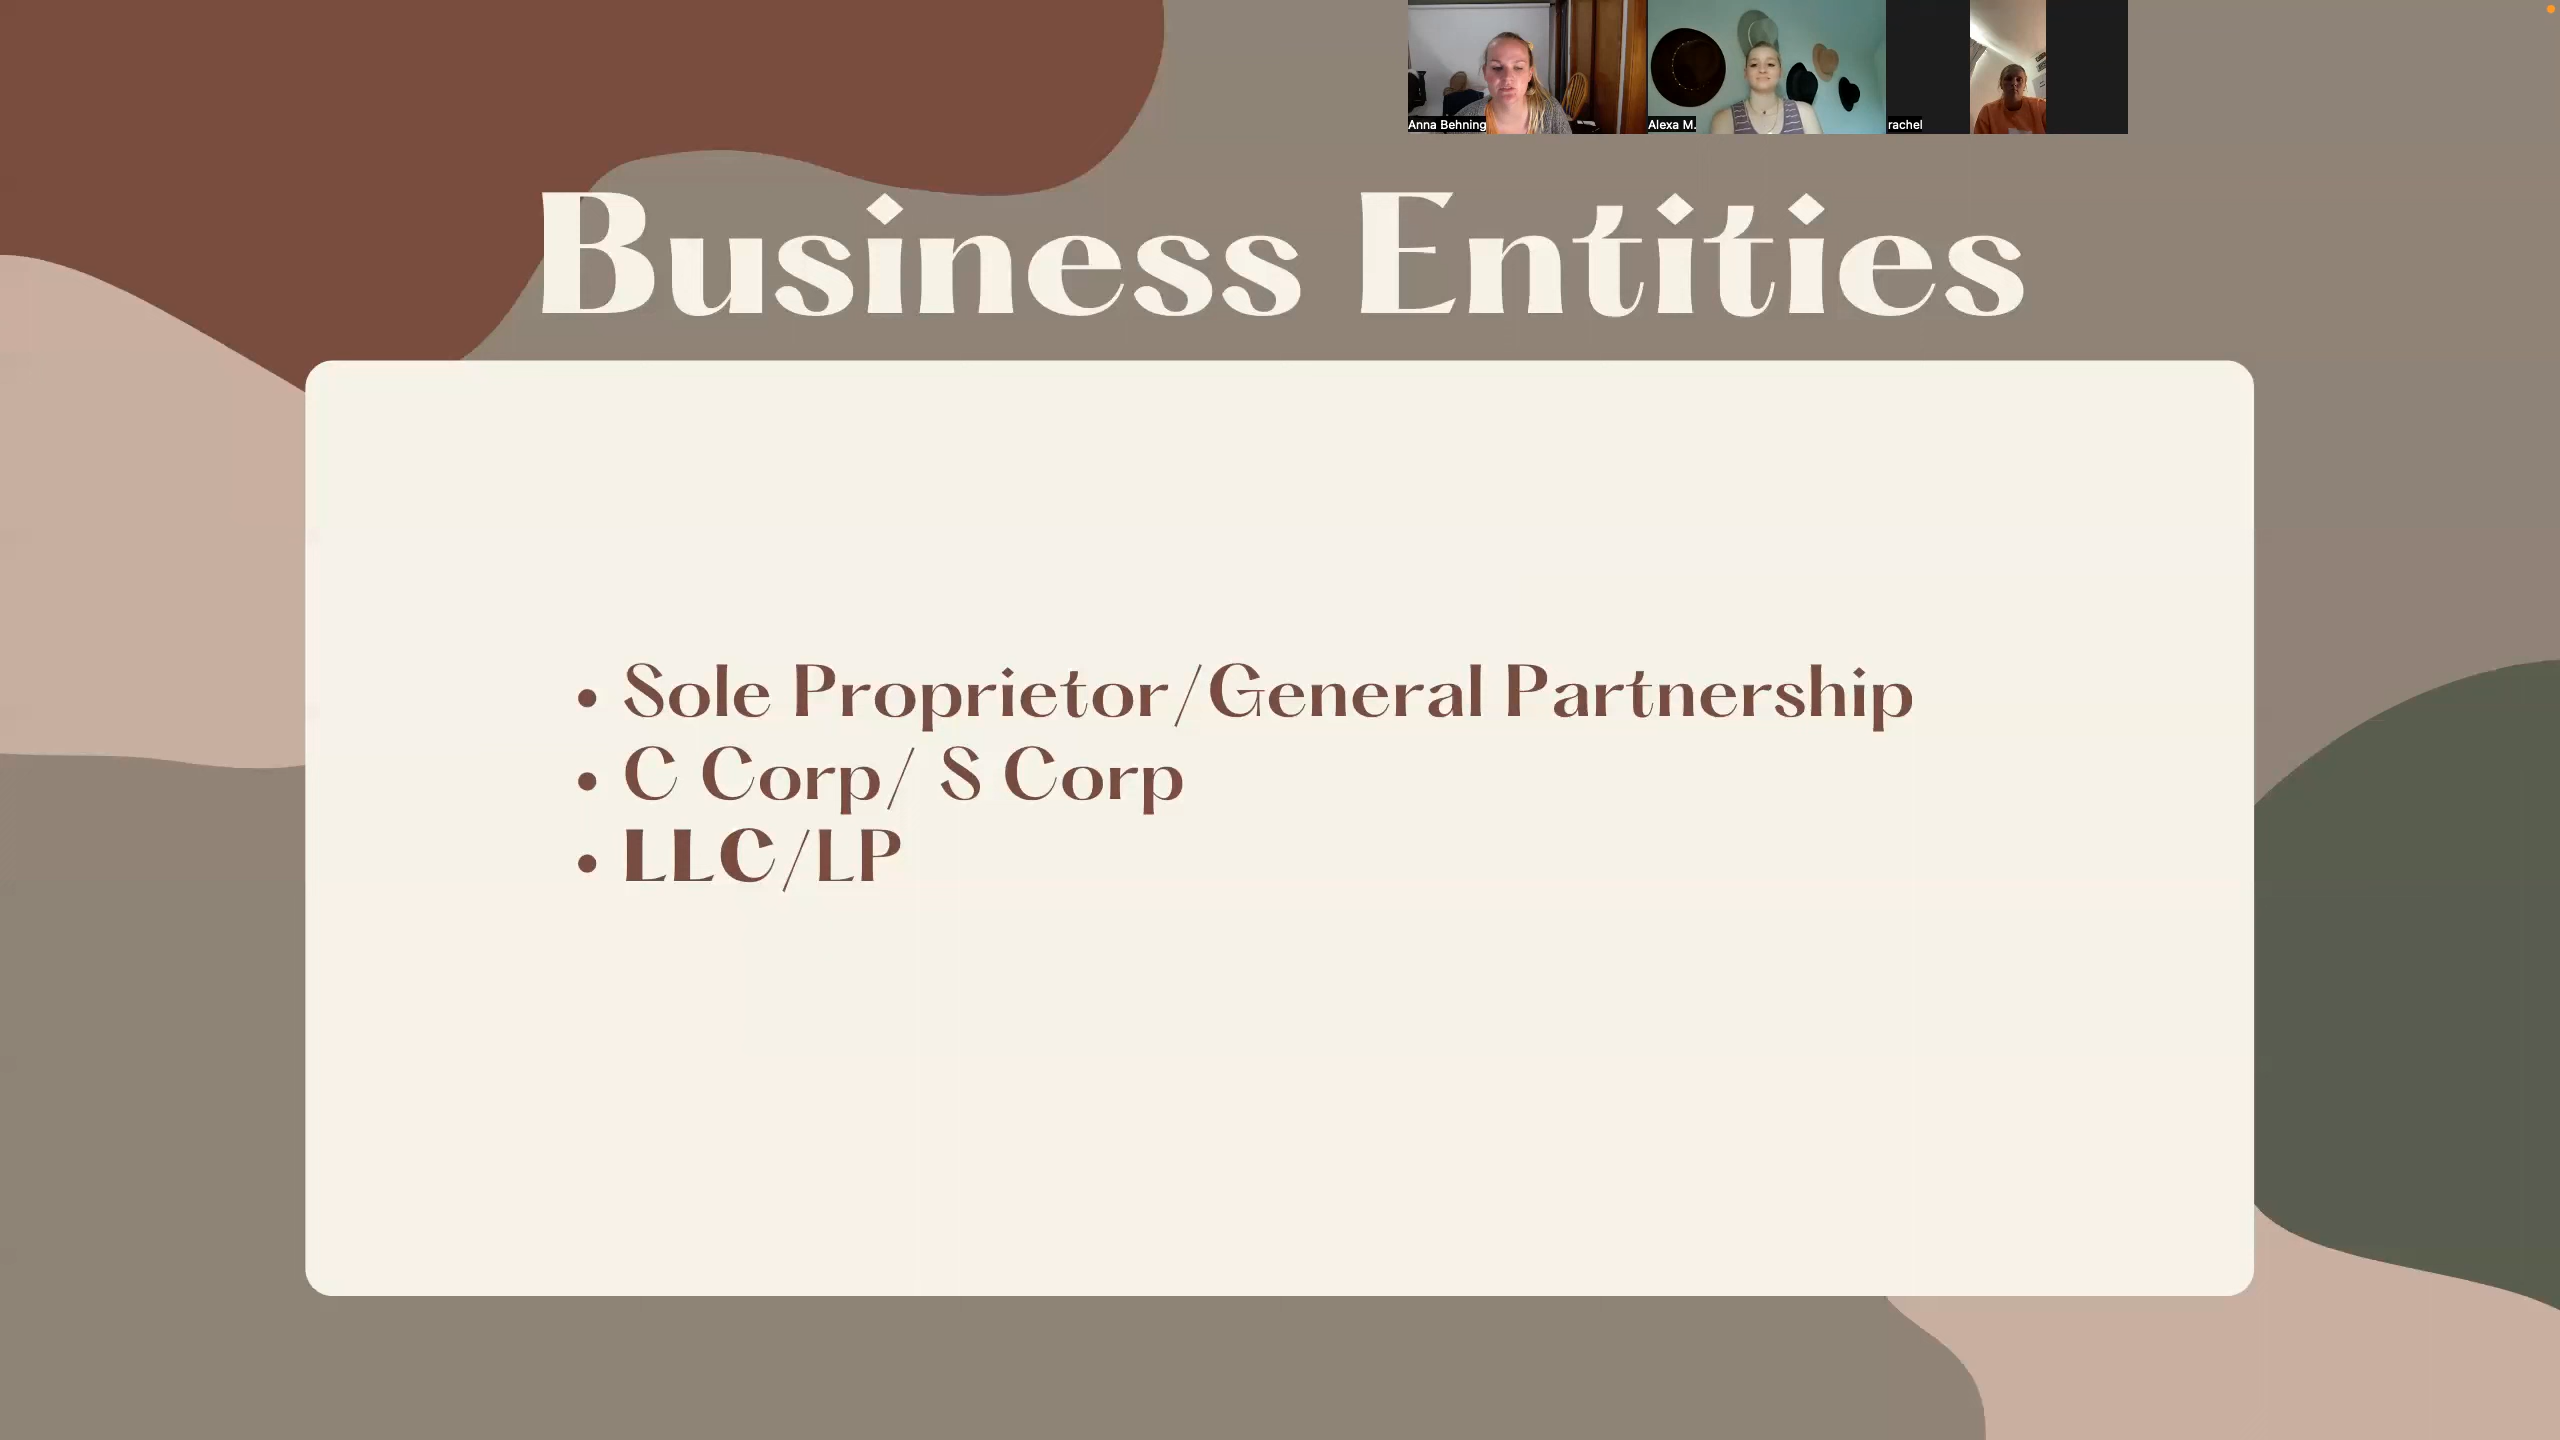 Anna Behning
Alexa M.
rachel
Business Entities
• Sole Proprietor/General Partnership
• C Corp/ S Corp
• LLC/LP